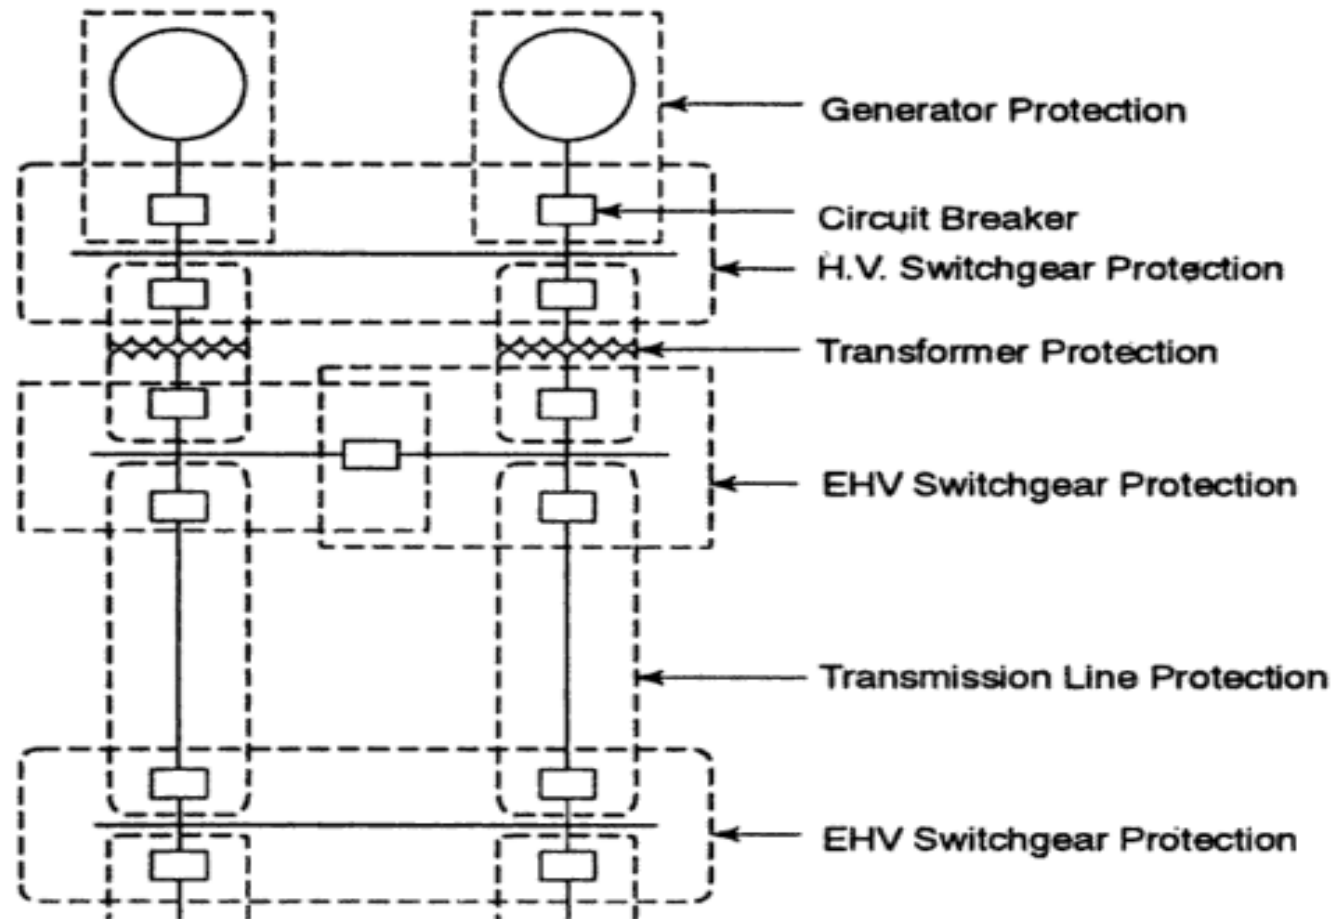 Generator Protection
Circuit Breaker
H.V. Switchgear Protection
Transformer Protection
EHV Switchgear Protection
Transmission Line Protection
EHV Switchgear Protection